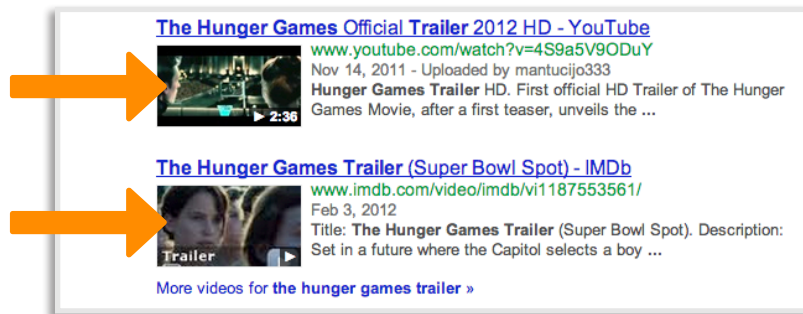 The Hunger Games Official Trailer 2012 HD - YouTube
www.youtube.com/watch?v=4S9a5V9ODuY
Nov 14, 2011 - Uploaded by mantucijo333
Hunger Games Trailer HD. First official HD Trailer of The Hunger
Games Movie, after a first teaser, unveils the ...
2:36
The Hunger Games Trailer (Super Bowl Spot) - IMDb
www.imdb.com/video/imdb/vi1187553561/
Feb 3, 2012
Title: The Hunger Games Trailer (Super Bowl Spot). Description:
Set in a future where the Capitol selects a boy ...
Trailer
More videos for the hunger games trailer »